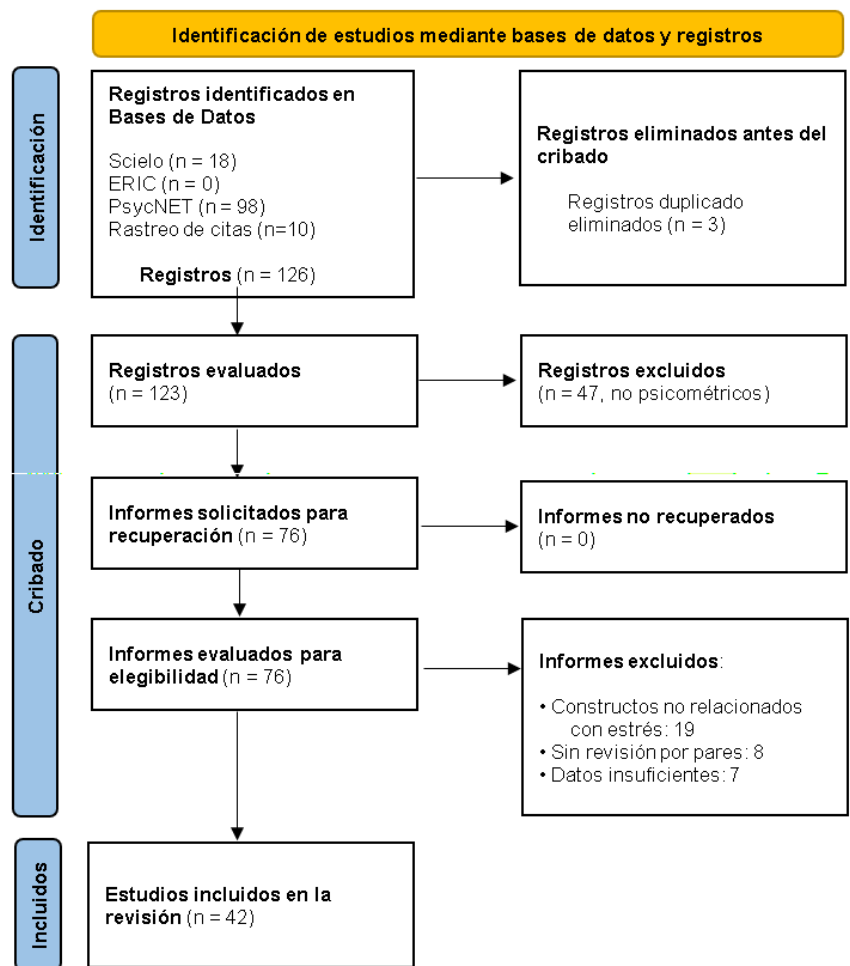 Identificación de estudios mediante bases de datos y registros
Identificación
Registros identificados en
Bases de Datos
Scielo (n = 18)
ERIC (n = 0)
PsycNET (n = 98)
Rastreo de citas (n=10)
Registros (n = 126)
Registros eliminados antes del
cribado
Registros duplicado
eliminados (n = 3)
Cribado
Registros evaluados
(n = 123)
Registros excluidos
(n = 47, no psicométricos)
Informes solicitados para
recuperación (n = 76)
Informes no recuperados
(n = 0)
Informes evaluados para
elegibilidad (n = 76)
Informes excluidos:
• Constructos no relacionados
con estrés: 19
• Sin revisión por pares: 8
• Datos insuficientes: 7
Incluidos
Estudios incluidos en la
revisión (n = 42)